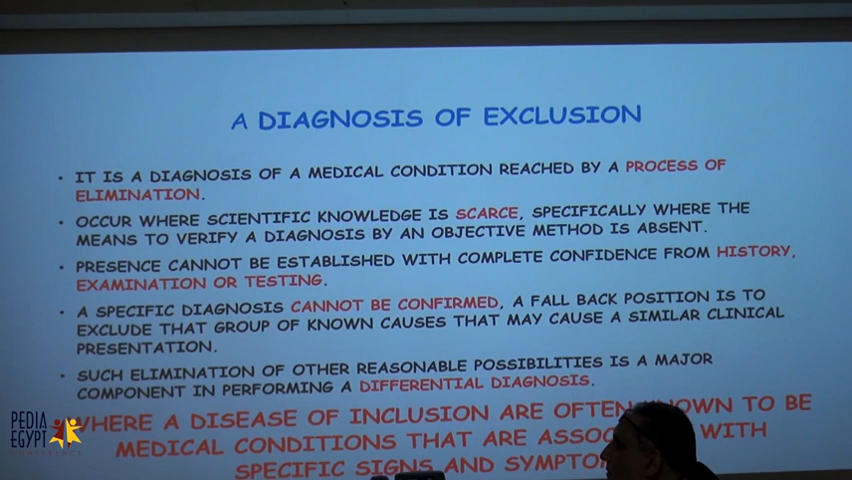 A DIAGNOSIS OF EXCLUSION
• IT IS A DIAGNOSIS OF A MEDICAL CONDITION REACHED BY A PROCESS OF
ELIMINATION.
• OCCUR WHERE SCIENTIFIC KNOWLEDGE IS SCARCE, SPECIFICALLY WHERE THE
MEANS TO VERIFY A DIAGNOSIS BY AN OBJECTIVE METHOD IS ABSENT.
• PRESENCE CANNOT BE ESTABLISHED WITH COMPLETE CONFIDENCE FROM HISTORY,
EXAMINATION OR TESTING.
• A SPECIFIC DIAGNOSIS CANNOT BE CONFIRMED, A FALL BACK POSITION IS TO
EXCLUDE THAT GROUP OF KNOWN CAUSES THAT MAY CAUSE A SIMILAR CLINICAL
PRESENTATION.
• SUCH ELIMINATION OF OTHER REASONABLE POSSIBILITIES IS A MAJOR
COMPONENT IN PERFORMING A DIFFERENTIAL DIAGNOSIS.
WHERE A DISEASE OF INCLUSION ARE OFTEN KNOWN TO BE
MEDICAL CONDITIONS THAT ARE WITH
SPECIFIC SIGNS AND
PEDIA
EGYPT
CONFERENCE